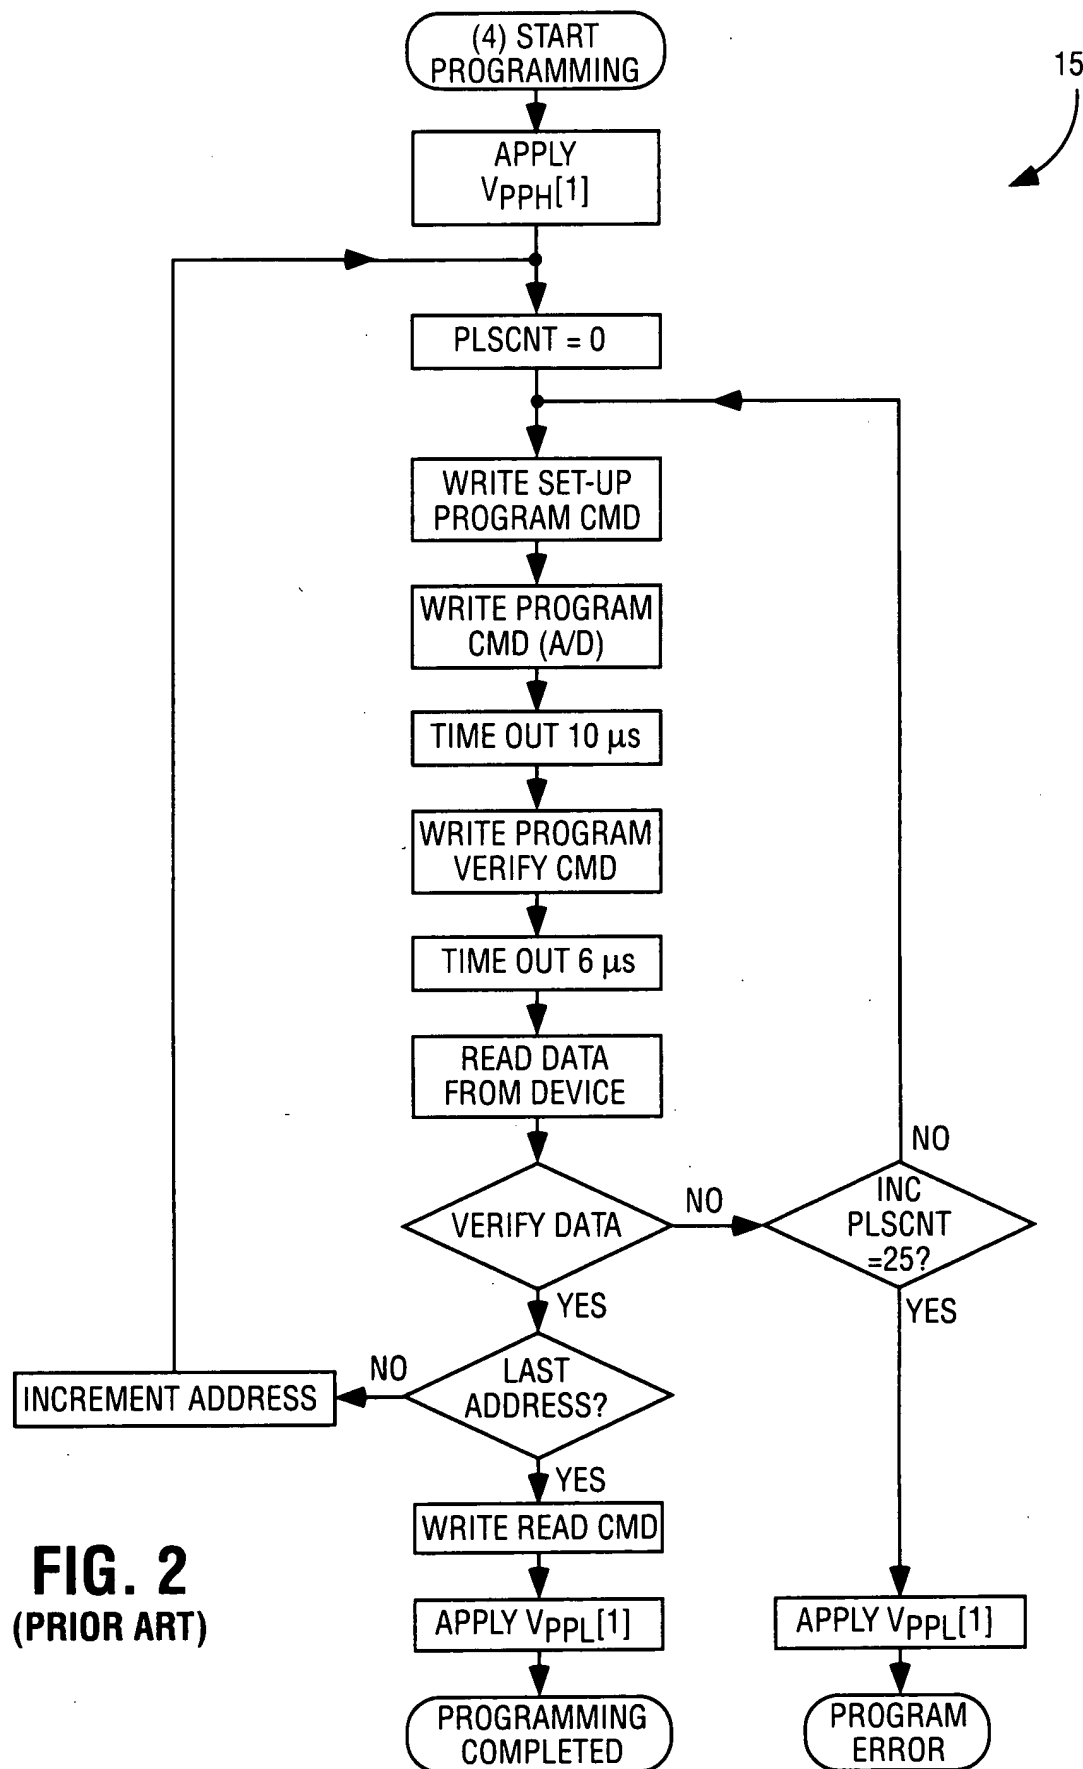 (4) START
PROGRAMMING
15
APPLY
VPPH[1]
PLSCNT = 0
WRITE SET-UP
PROGRAM CMD
WRITE PROGRAM
CMD (A/D)
TIME OUT 10 µs
WRITE PROGRAM
VERIFY CMD
TIME OUT 6 µs
READ DATA
FROM DEVICE
VERIFY DATA
NO
INC
PLSCNT
=25?
NO
YES
YES
LAST
ADDRESS?
NO
INCREMENT ADDRESS
YES
WRITE READ CMD
APPLY VPPL[1]
APPLY VPPL[1]
PROGRAMMING
COMPLETED
PROGRAM
ERROR
FIG. 2
(PRIOR ART)